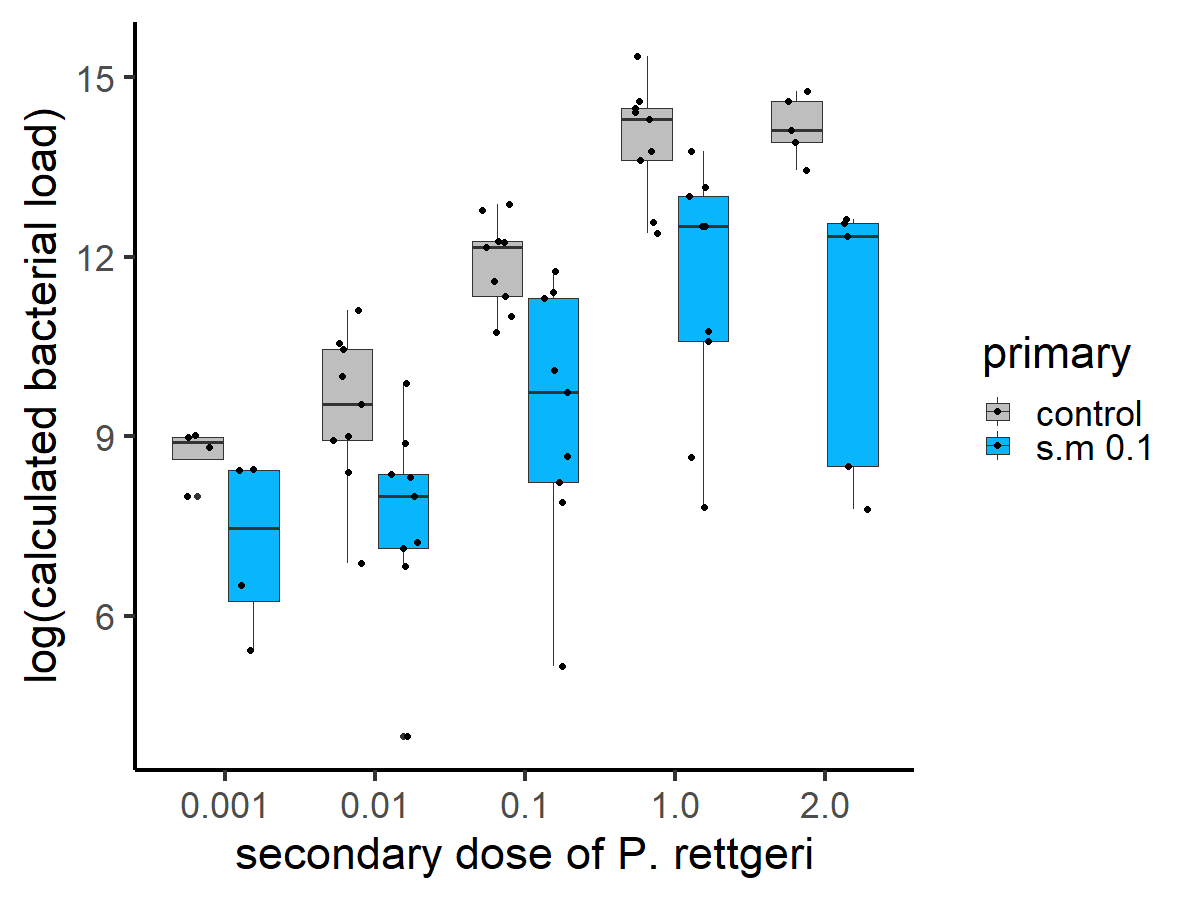 log(calculated bacterial load)
15
12
9
6
0.001 0.01 0.1 1.0 2.0
secondary dose of P. rettgeri
primary
control
s.m 0.1